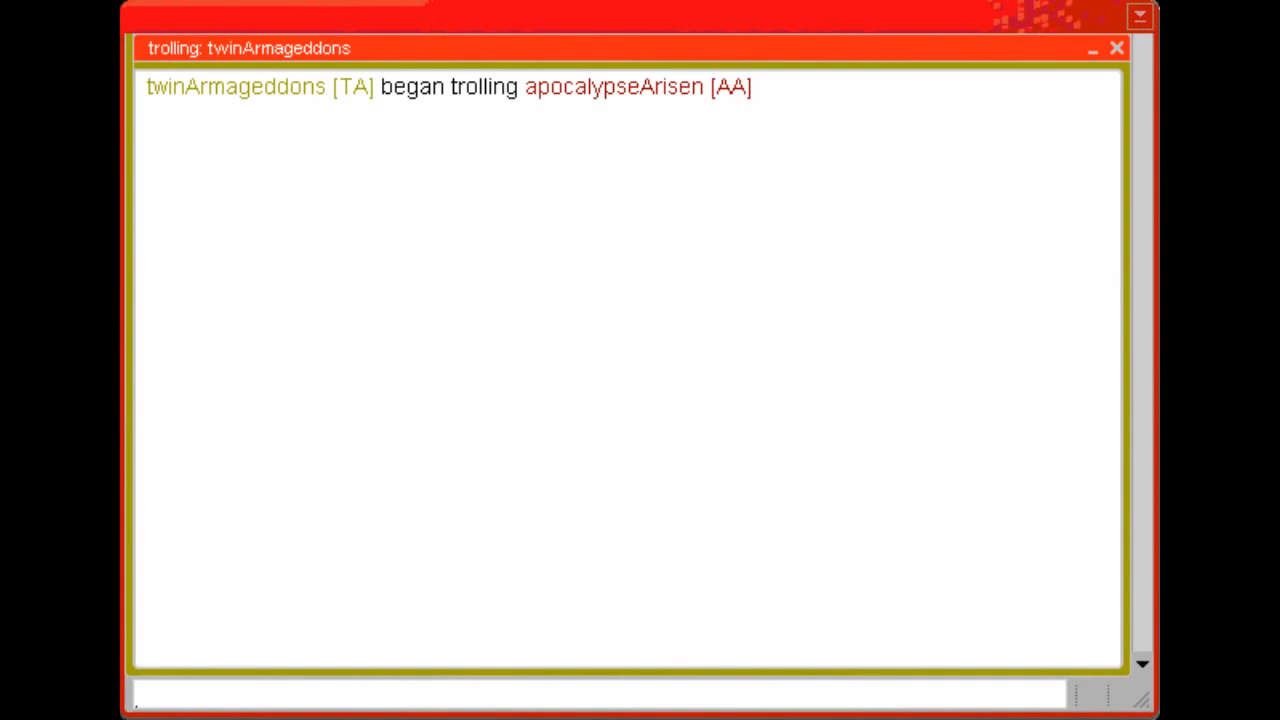 trolling: twinArmageddons
twinArmageddons [TA] began trolling apocalypseArisen [AA]
.